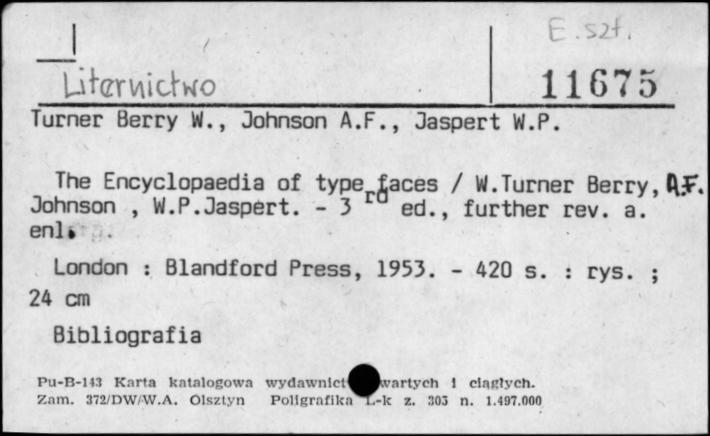 E. szt.
Liternictwo
11675
Turner Berry W., Johnson A.F., Jaspert W.P.
The Encyclopaedia of type faces / W.Turner Berry, A.F.
Johnson , W.P.Jaspert. - 3 rd ed., further rev. a.
enl.
London : Blandford Press, 1953. - 420 s. : rys. ;
24 cm
Bibliografia
Pu-B-143 Karta katalogowa wydawnict wartych i ciągłych.
Zam. 372/DW/W.A. Olsztyn Poligrafika L-k z. 303 n. 1.497.000